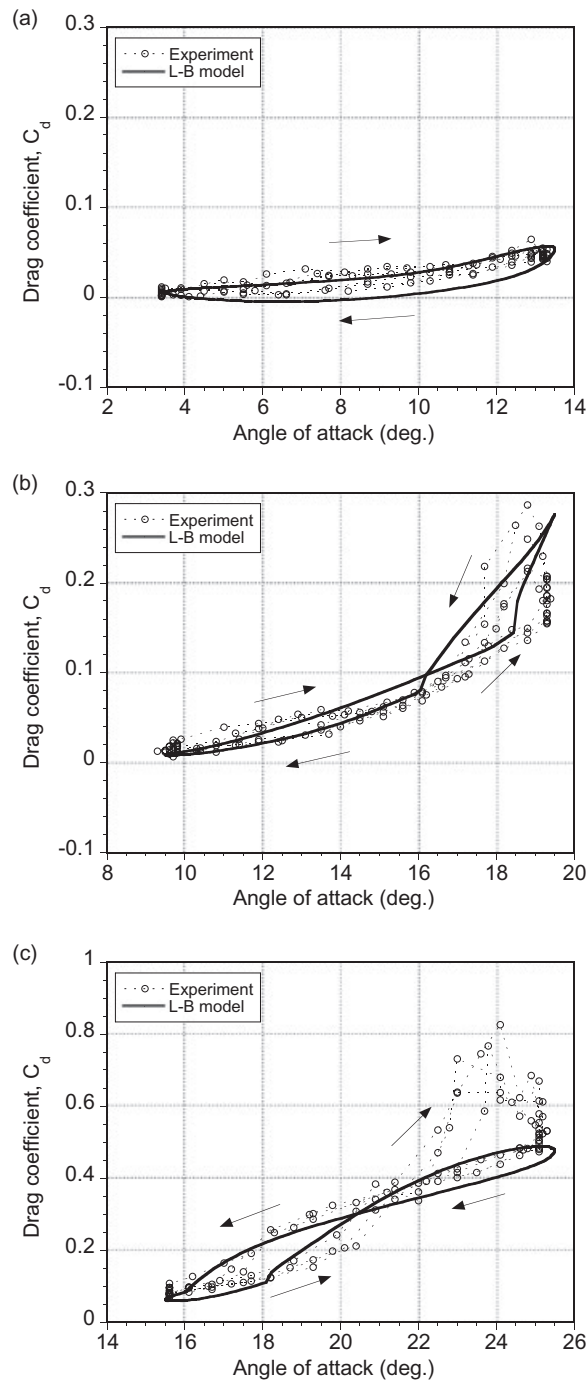 (a)
0.3
0.2
0.1
0
-0.1
Drag coefficient, C_d
Experiment
L-B model
2 4 6 8 10 12 14
Angle of attack (deg.)
(b)
0.3
0.2
0.1
0
-0.1
Drag coefficient, C_d
Experiment
L-B model
8 10 12 14 16 18 20
Angle of attack (deg.)
(c)
1
0.8
0.6
0.4
0.2
0
Drag coefficient, C_d
Experiment
L-B model
14 16 18 20 22 24 26
Angle of attack (deg.)